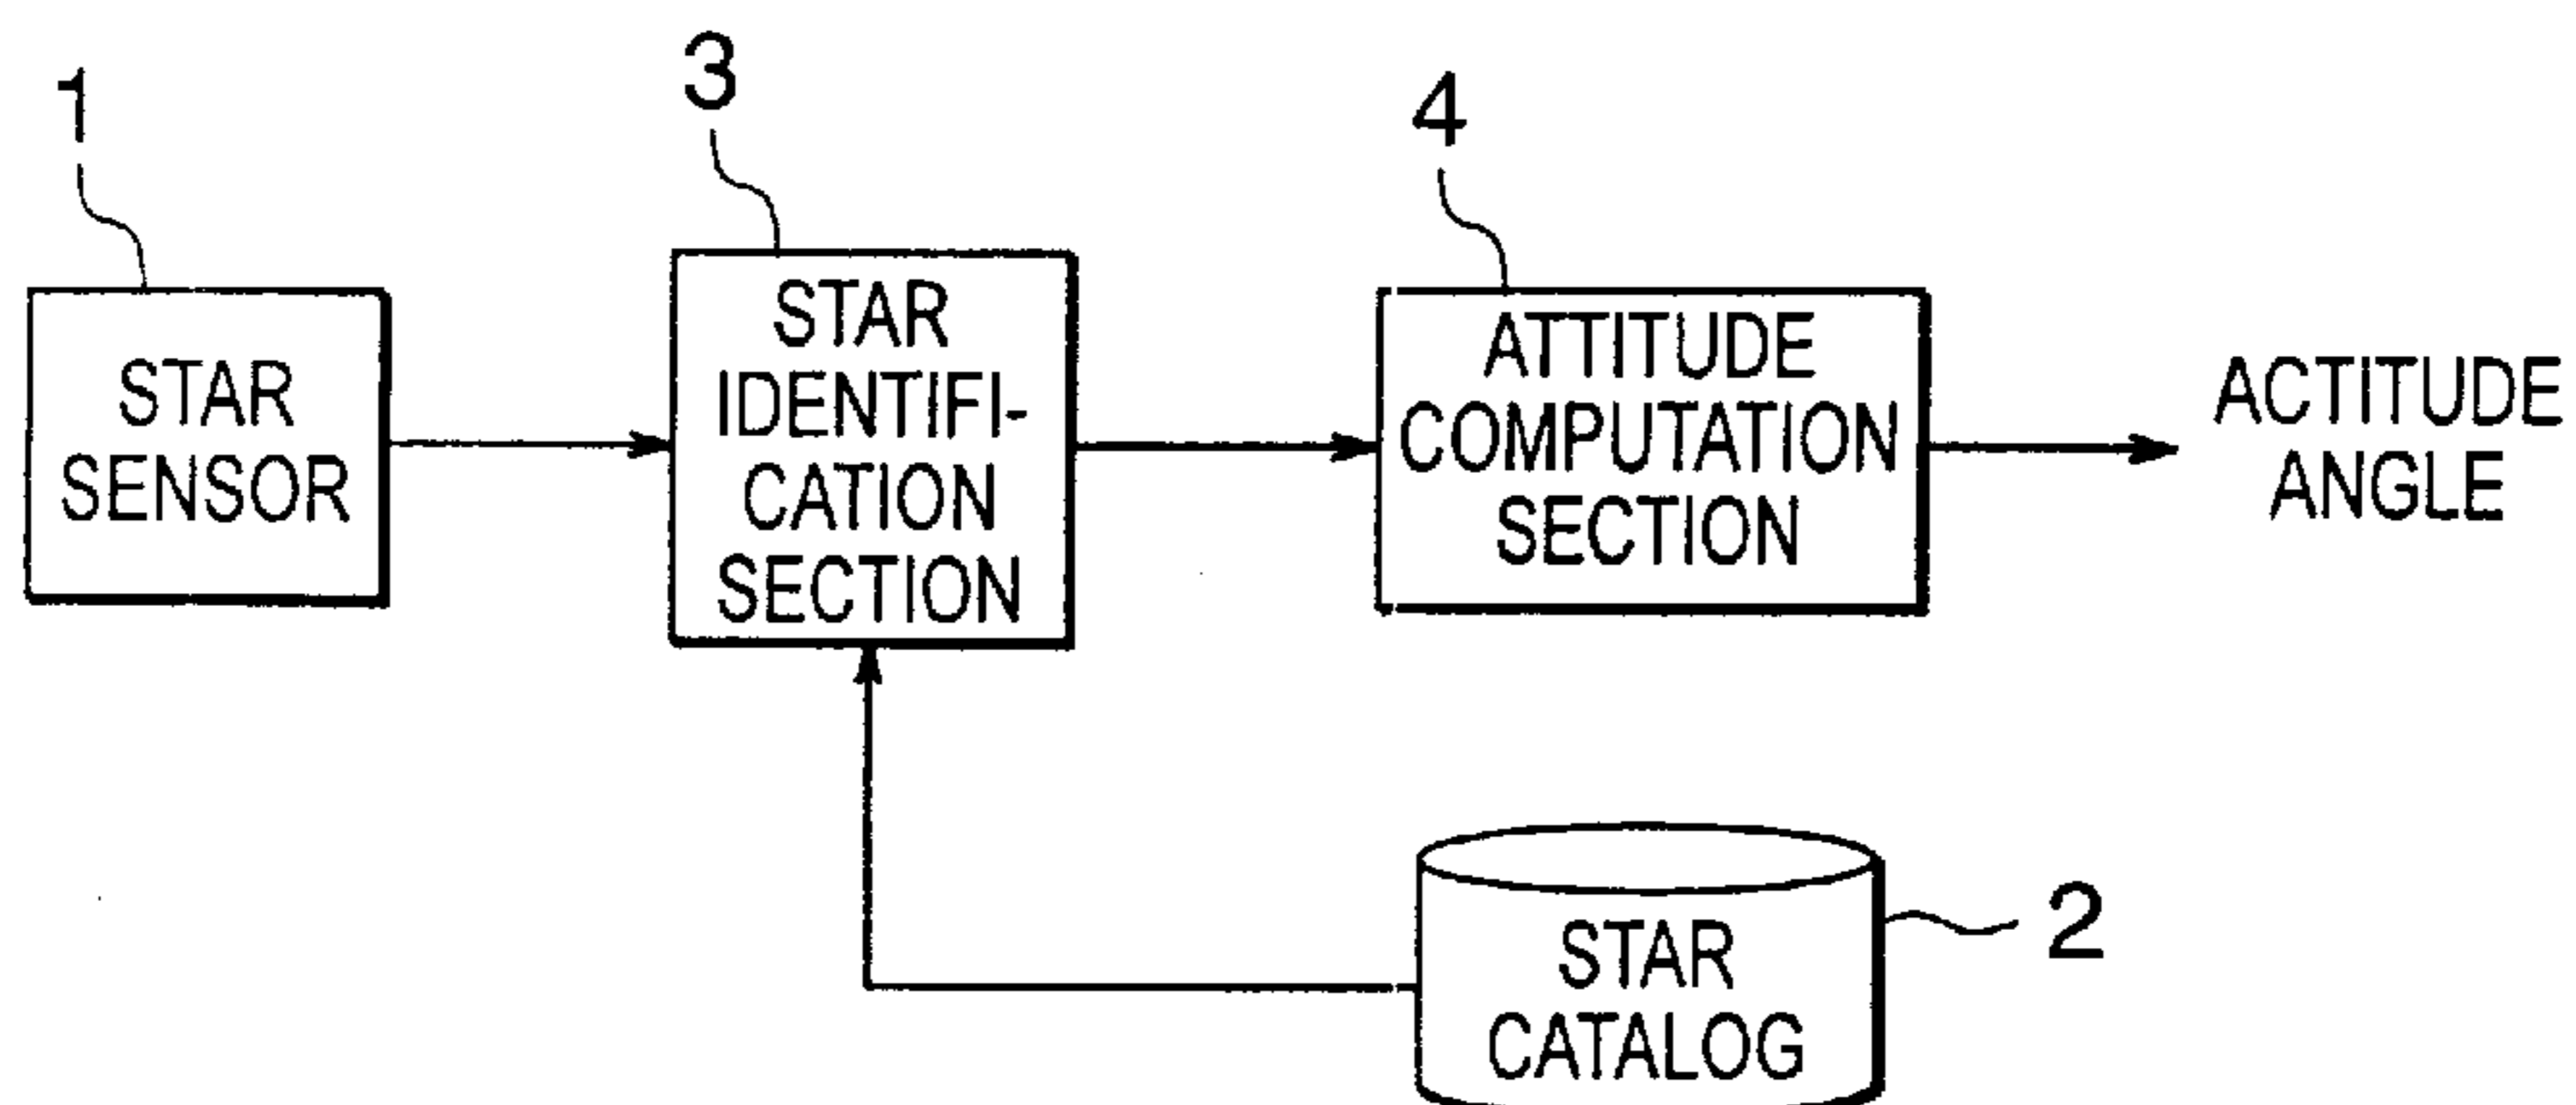 1
3
4
STAR
SENSOR
STAR
IDENTIFI-
CATION
SECTION
ATTITUDE
COMPUTATION
SECTION
ACTITUDE
ANGLE
2
STAR
CATALOG